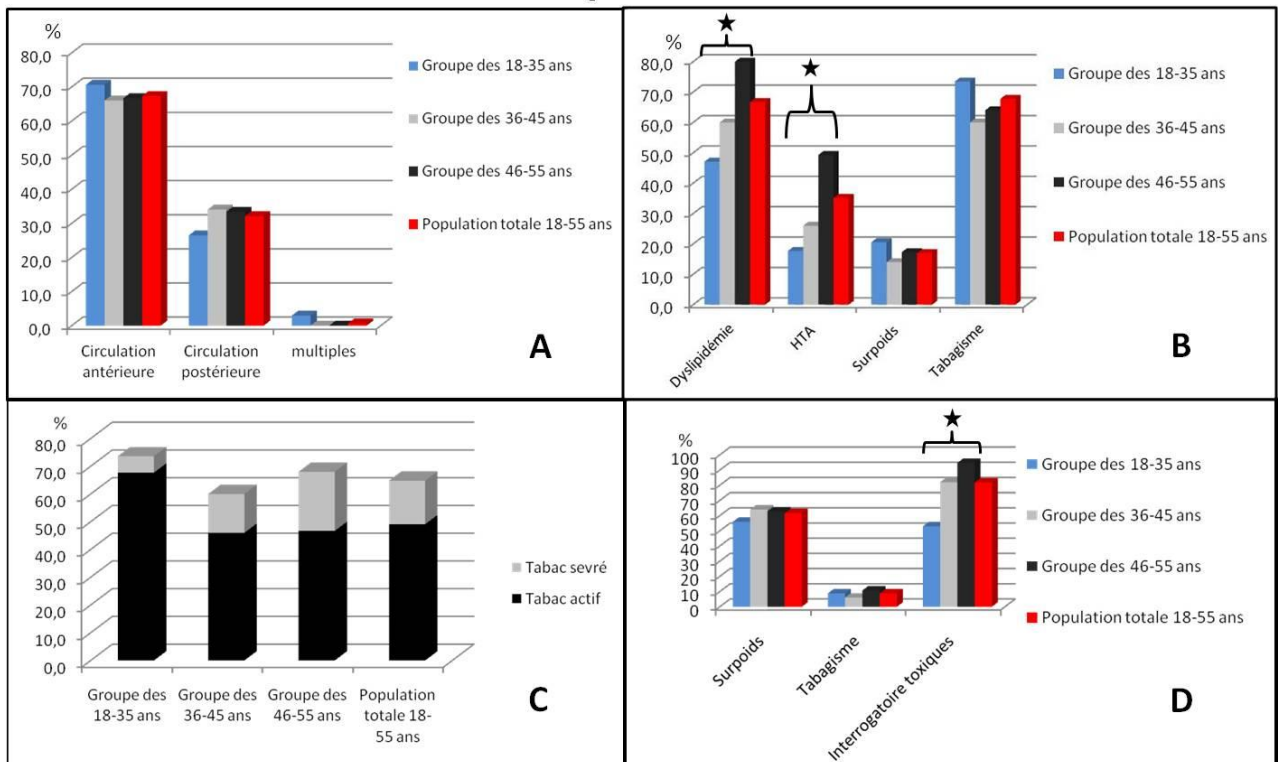 %
80,0
70,0
60,0
50,0
40,0
30,0
20,0
10,0
0,0
Circulation
antérieure
Circulation
postérieure
multiples
Groupe des 18-35 ans
Groupe des 36-45 ans
Groupe des 46-55 ans
Population totale 18-55 ans
A
%
80,0
70,0
60,0
50,0
40,0
30,0
20,0
10,0
0,0
Dyslipidémie
HTA
Surpoids
Tabagisme
Groupe des 18-35 ans
Groupe des 36-45 ans
Groupe des 46-55 ans
Population totale 18-55 ans
B
%
80,0
70,0
60,0
50,0
40,0
30,0
20,0
10,0
0,0
Groupe des
18-35 ans
Groupe des
36-45 ans
Groupe des
46-55 ans
Population
totale 18-
55 ans
Tabac sevré
Tabac actif
C
%
100
90
80
70
60
50
40
30
20
10
0
Surpoids
Tabagisme
Interrogatoire toxiques
Groupe des 18-35 ans
Groupe des 36-45 ans
Groupe des 46-55 ans
Population totale 18-55 ans
D